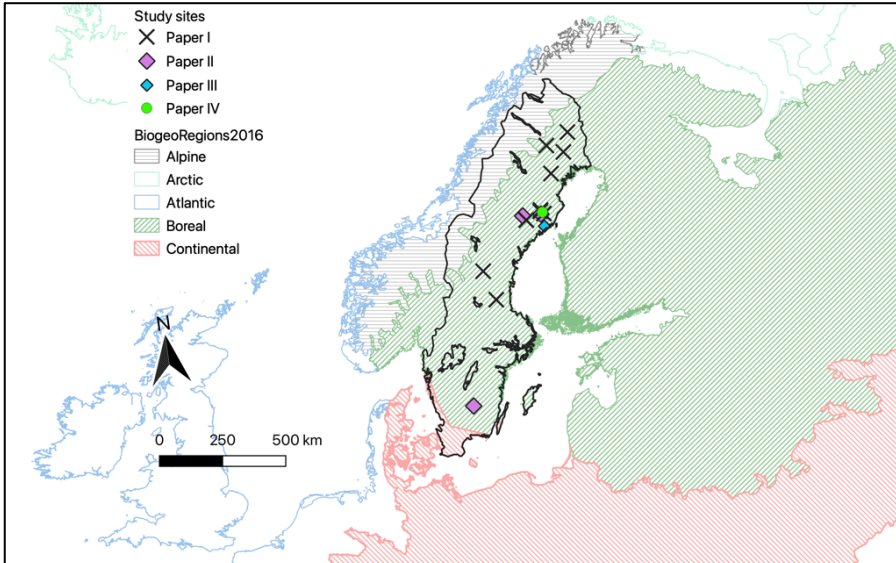 Study sites
Paper I
Paper II
Paper III
Paper IV
BiogeoRegions2016
Alpine
Arctic
Atlantic
Boreal
Continental
N
0 250 500 km